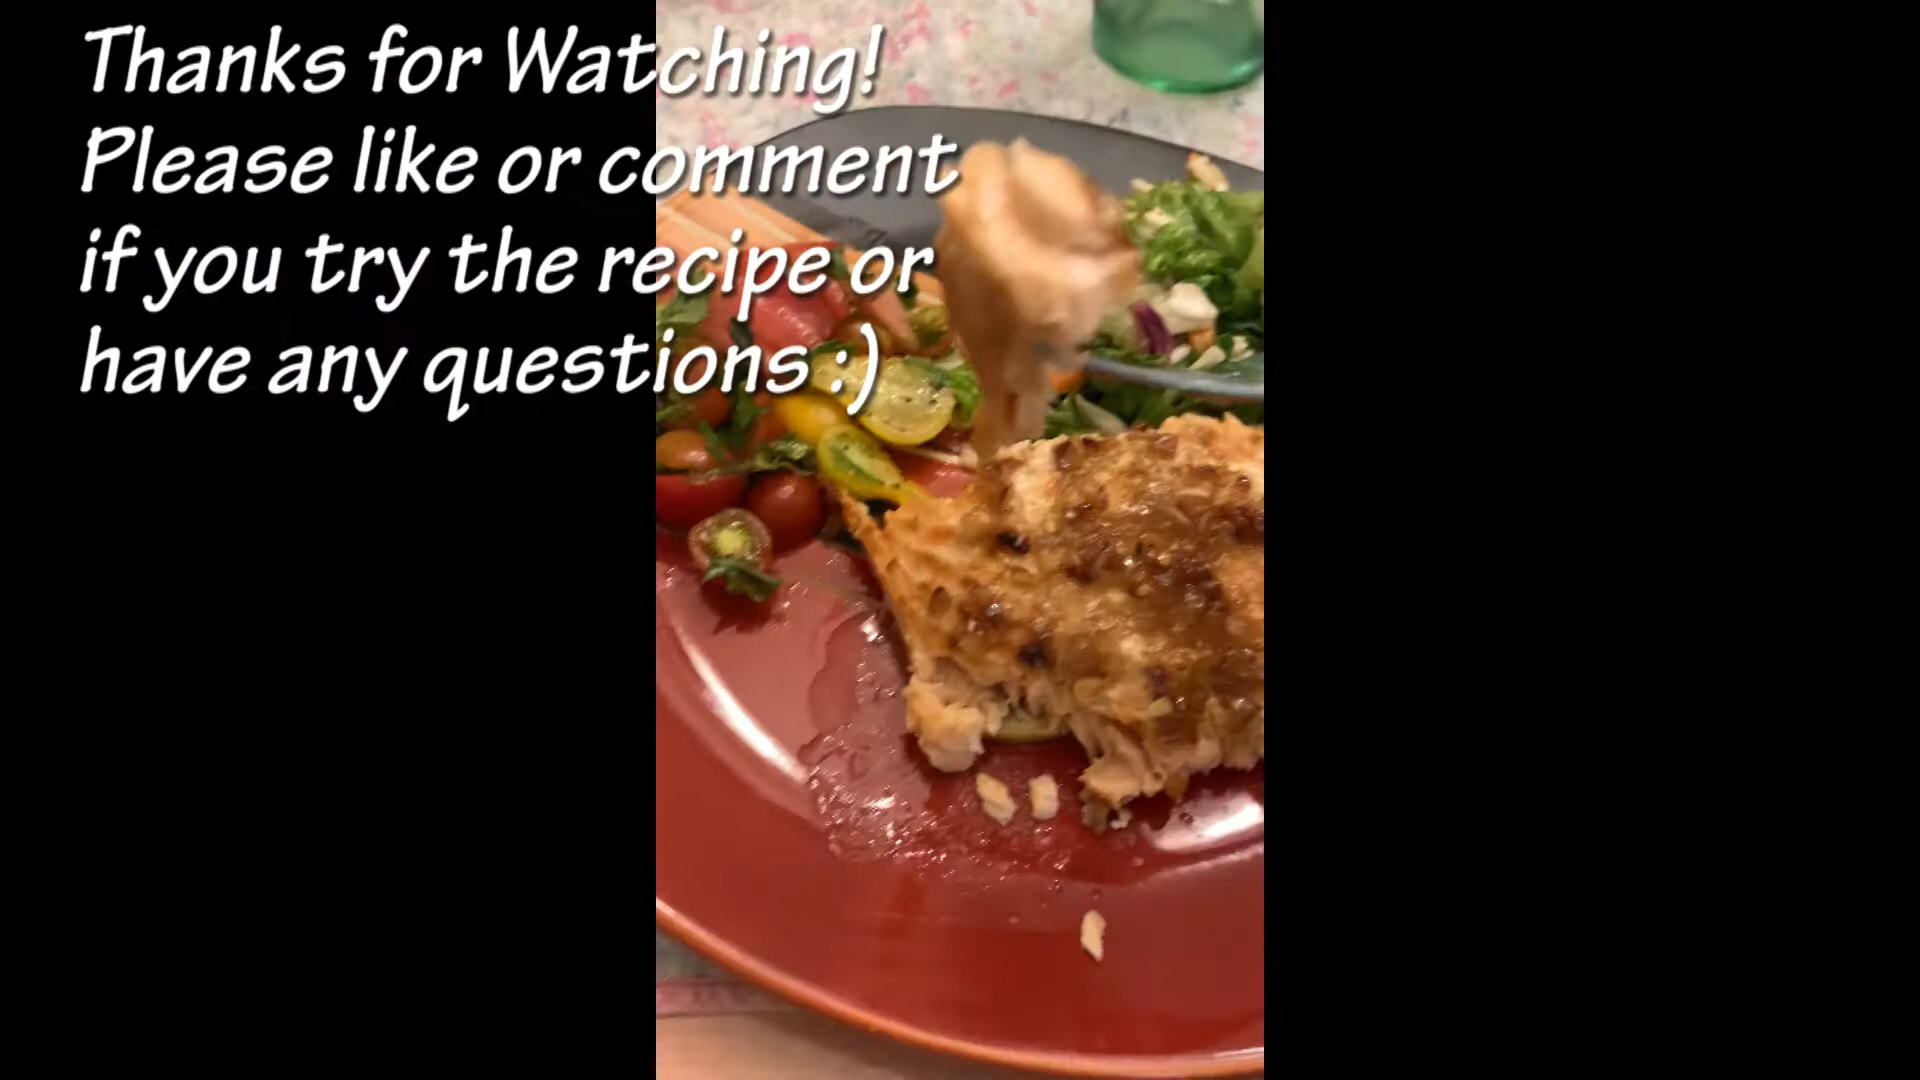 Thanks for Watching!
Please like or comment
if you try the recipe or
have any questions :)